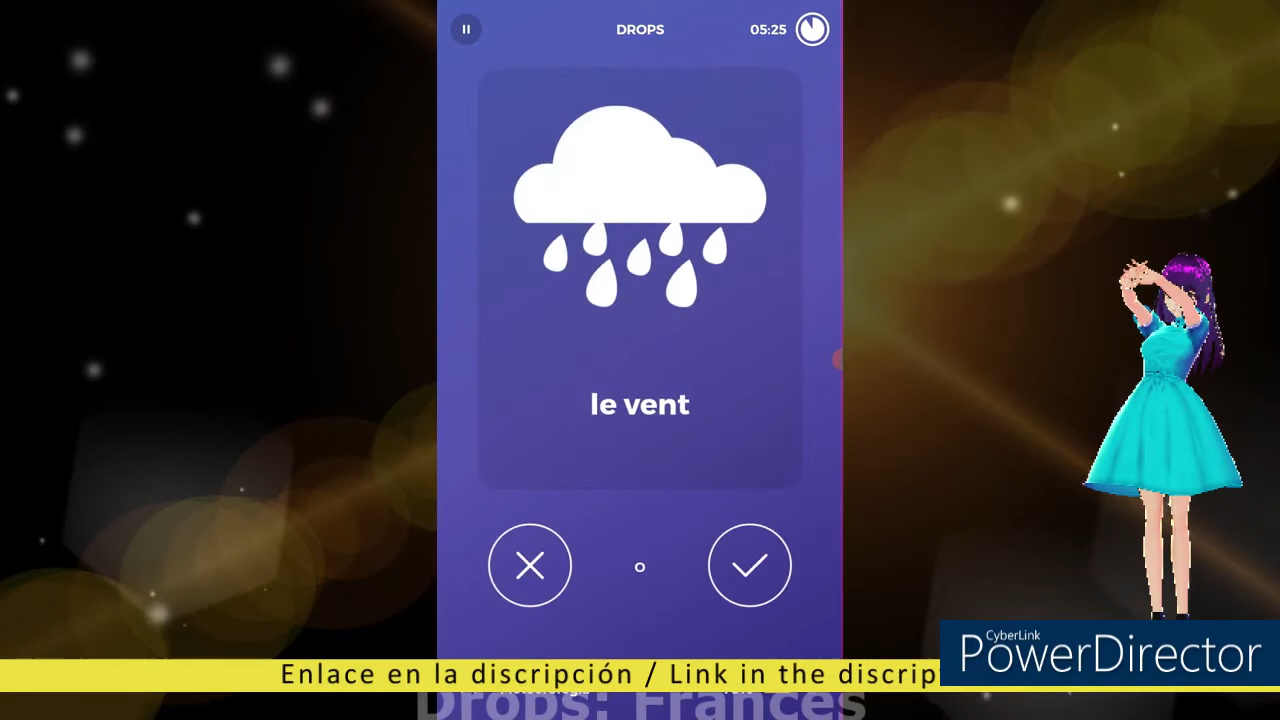 DROPS
05:25
le vent
o
CyberLink
PowerDirector
Enlace en la discripción / Link in the discrip
Drops: Frances